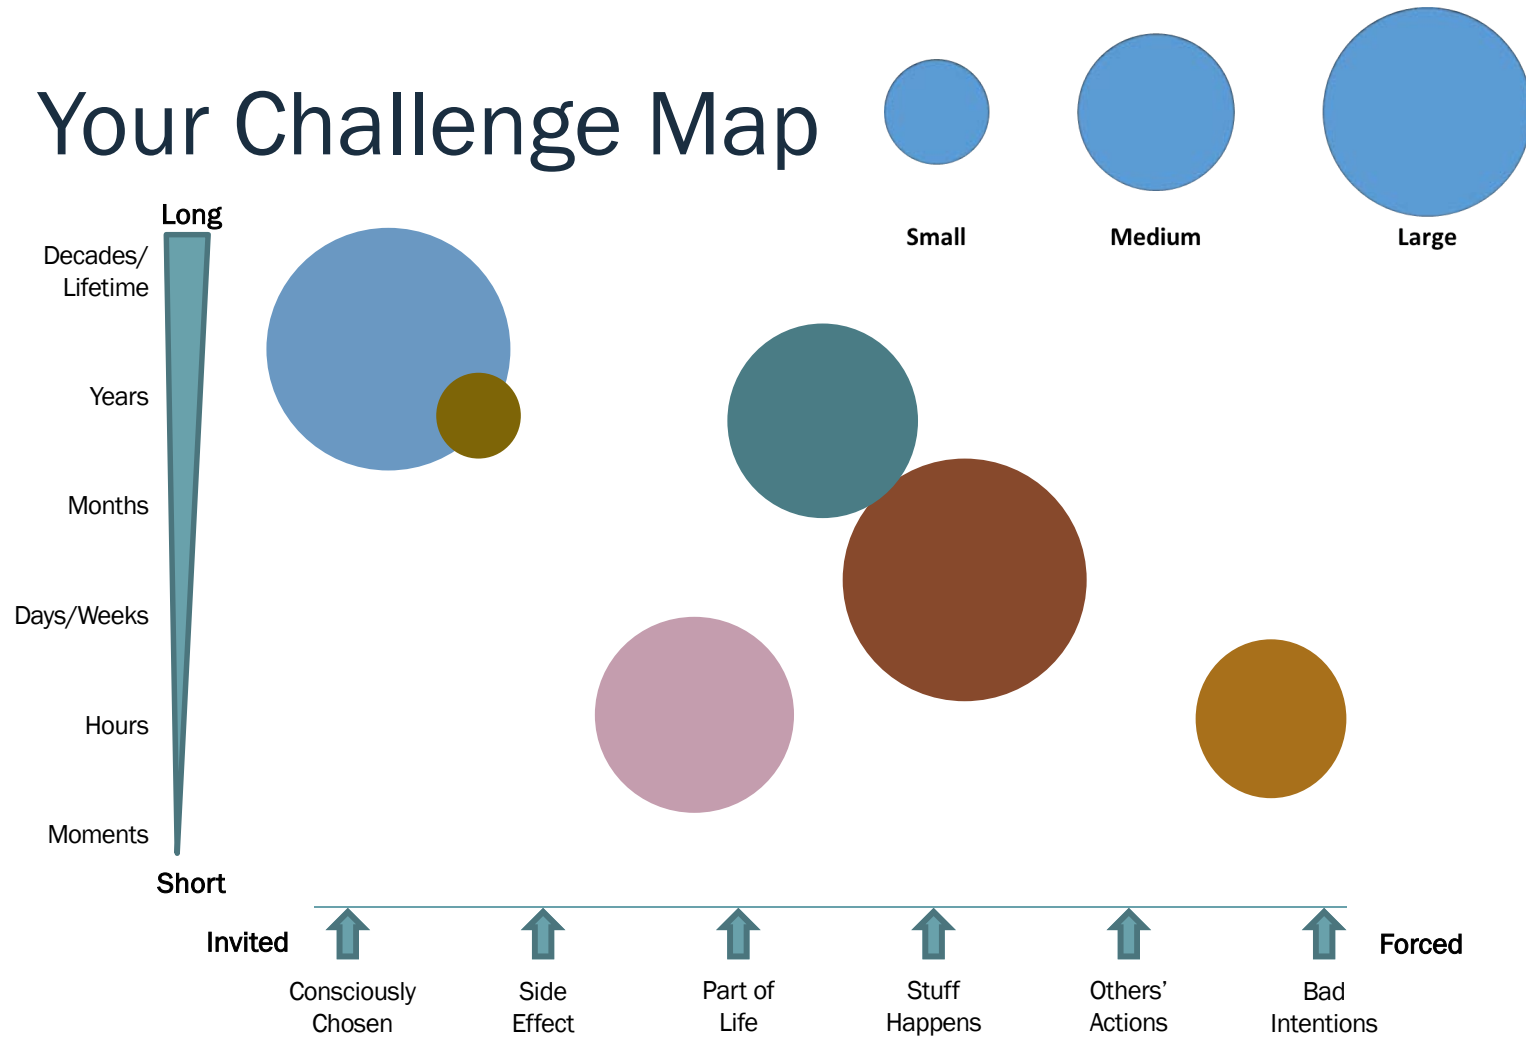 Your Challenge Map
Small
Medium
Large
Long
Decades/
Lifetime
Years
Months
Days/Weeks
Hours
Moments
Short
Invited
Forced
Consciously
Chosen
Side
Effect
Part of
Life
Stuff
Happens
Others’
Actions
Bad
Intentions